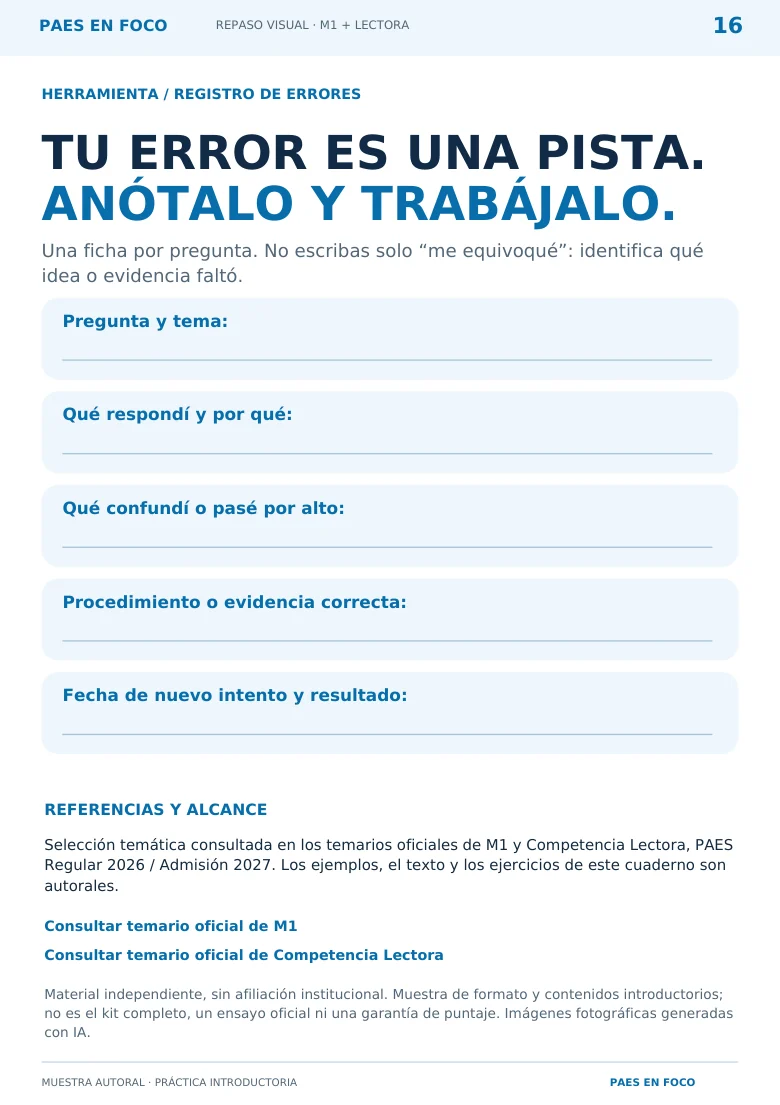 PAES EN FOCO
REPASO VISUAL · M1 + LECTORA
16
HERRAMIENTA / REGISTRO DE ERRORES
TU ERROR ES UNA PISTA.
ANÓTALO Y TRABÁJALO.
Una ficha por pregunta. No escribas solo “me equivoqué”: identifica qué
idea o evidencia faltó.
Pregunta y tema:
Qué respondí y por qué:
Qué confundí o pasé por alto:
Procedimiento o evidencia correcta:
Fecha de nuevo intento y resultado:
REFERENCIAS Y ALCANCE
Selección temática consultada en los temarios oficiales de M1 y Competencia Lectora, PAES
Regular 2026 / Admisión 2027. Los ejemplos, el texto y los ejercicios de este cuaderno son
autorales.
Consultar temario oficial de M1
Consultar temario oficial de Competencia Lectora
Material independiente, sin afiliación institucional. Muestra de formato y contenidos introductorios;
no es el kit completo, un ensayo oficial ni una garantía de puntaje. Imágenes fotográficas generadas
con IA.
MUESTRA AUTORAL · PRÁCTICA INTRODUCTORIA
PAES EN FOCO